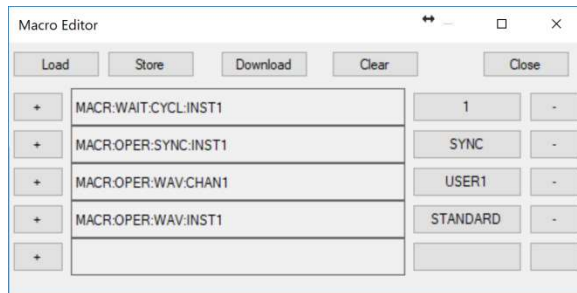 Macro Editor
Load Store Download Clear Close
+ MACR:WAIT:CYCL:INST1 1 -
+ MACR:OPER:SYNC:INST1 SYNC -
+ MACR:OPER:WAV:CHAN1 USER1 -
+ MACR:OPER:WAV:INST1 STANDARD -
+